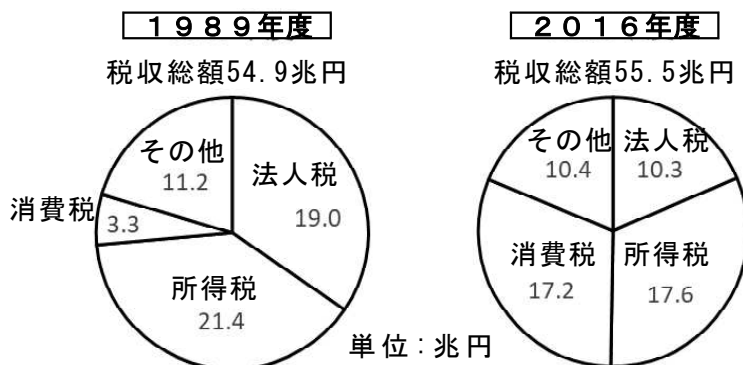 1989年度
税収総額54.9兆円
その他
11.2
法人税
19.0
消費税
3.3
所得税
21.4
2016年度
税収総額55.5兆円
その他
10.4
法人税
10.3
消費税
17.2
所得税
17.6
単位：兆円